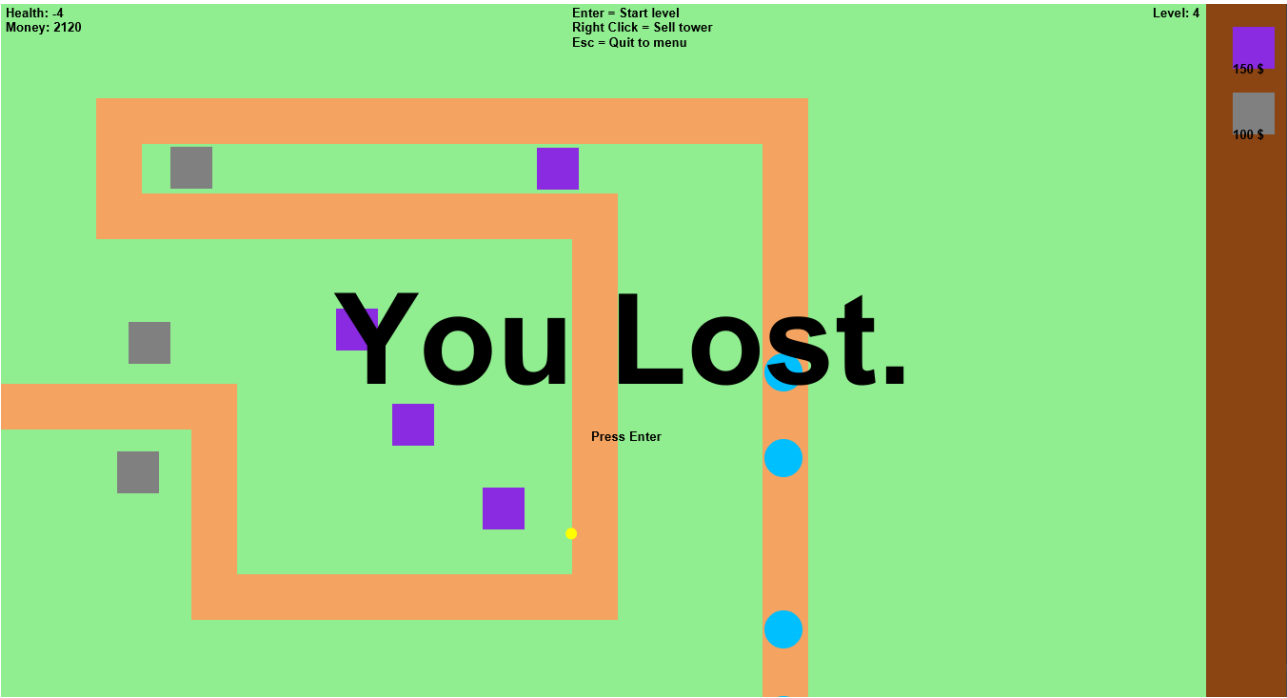 Health: -4
Money: 2120
Enter = Start level
Right Click = Sell tower
Esc = Quit to menu
Level: 4
150 $
100 $
You Lost.
Press Enter